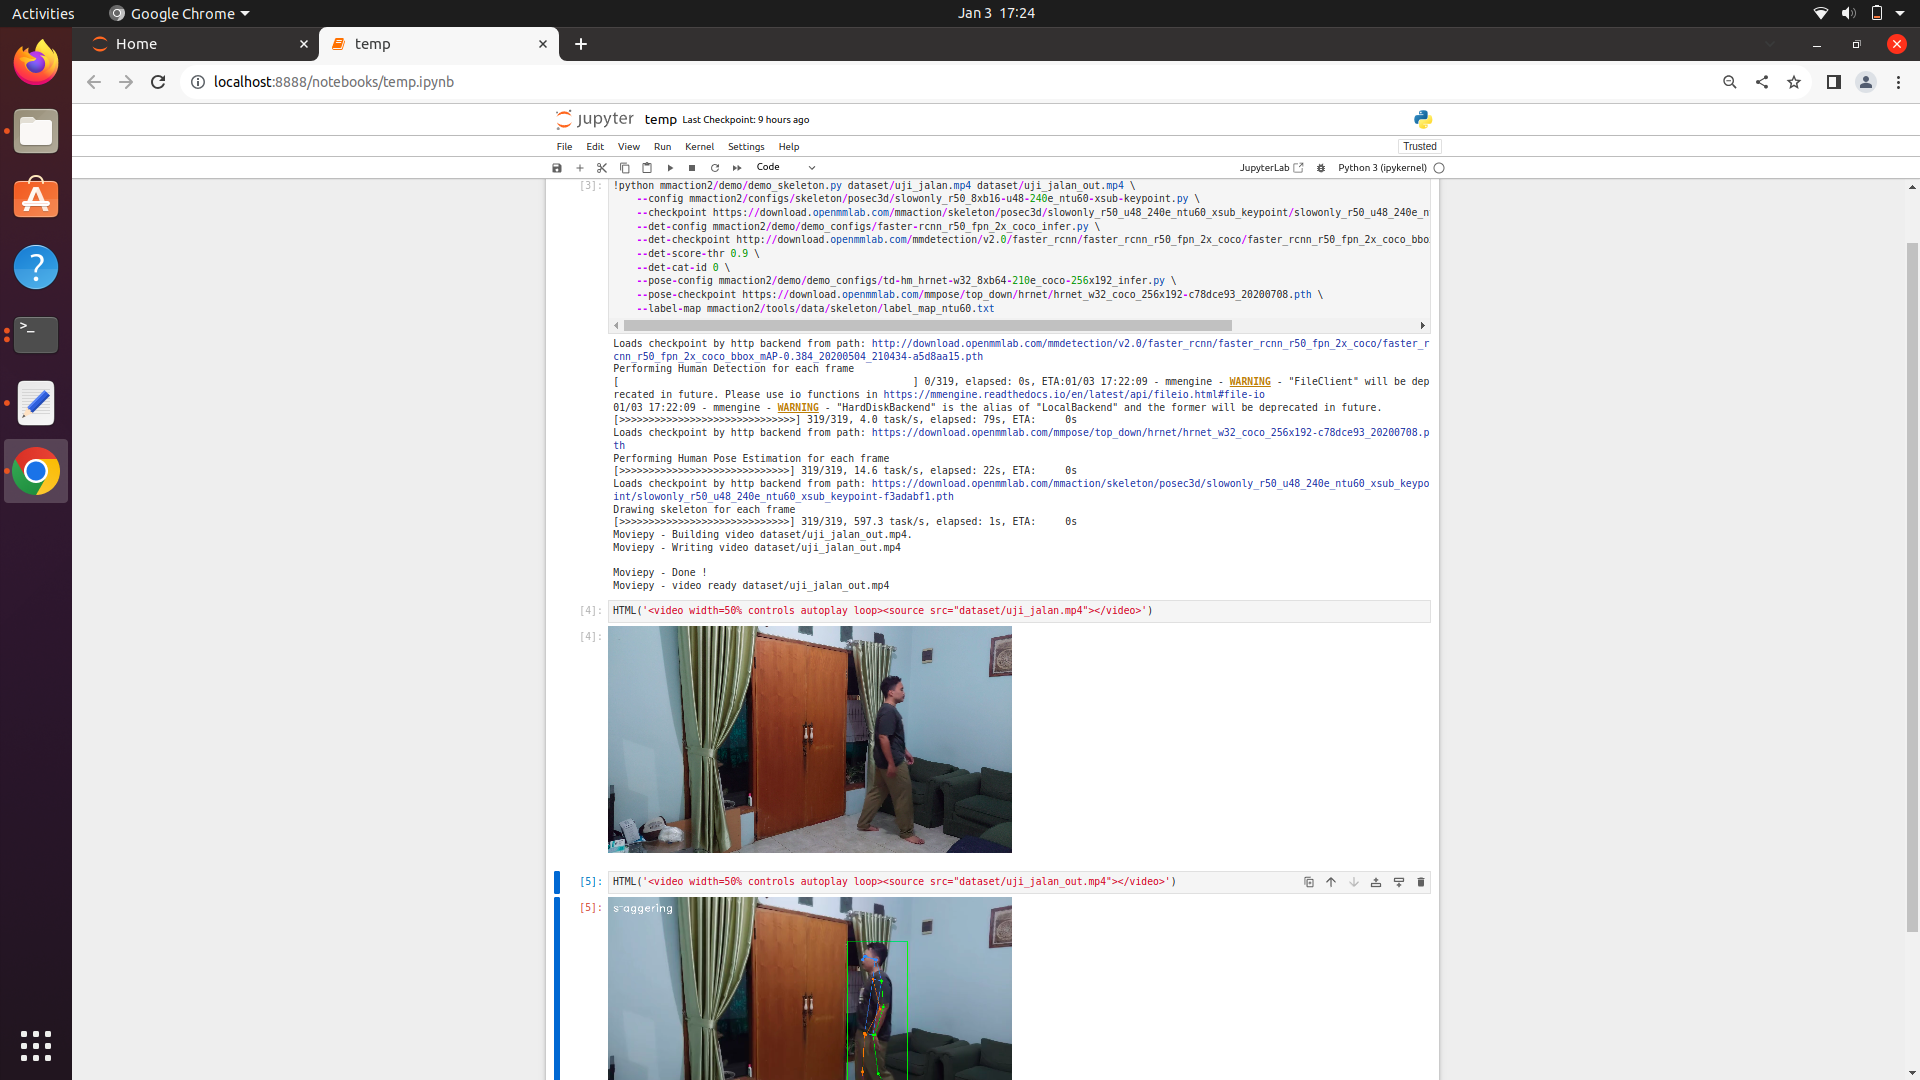 Activities
Google Chrome
Jan 3 17:24
Home
temp
localhost:8888/notebooks/temp.ipynb
jupyter temp Last Checkpoint: 9 hours ago
File Edit View Run Kernel Settings Help
Trusted
Code
JupyterLab
Python 3 (ipykernel)
[3]:
!python mmaction2/demo/demo_skeleton.py dataset/uji_jalan.mp4 dataset/uji_jalan_out.mp4 \
--config mmaction2/configs/skeleton/posec3d/slowonly_r50_8xb16-u48-240e_ntu60-xsub-keypoint.py \
--checkpoint https://download.openmmlab.com/mmaction/skeleton/posec3d/slowonly_r50_u48_240e_ntu60_xsub_keypoint/slowonly_r50_u48_240e_n
--det-config mmaction2/demo/demo_configs/faster-rcnn_r50_fpn_2x_coco_infer.py \
--det-checkpoint http://download.openmmlab.com/mmdetection/v2.0/faster_rcnn/faster_rcnn_r50_fpn_2x_coco/faster_rcnn_r50_fpn_2x_coco_bbo
--det-score-thr 0.9 \
--det-cat-id 0 \
--pose-config mmaction2/demo/demo_configs/td-hm_hrnet-w32_8xb64-210e_coco-256x192_infer.py \
--pose-checkpoint https://download.openmmlab.com/mmpose/top_down/hrnet/hrnet_w32_coco_256x192-c78dce93_20200708.pth \
--label-map mmaction2/tools/data/skeleton/label_map_ntu60.txt
Loads checkpoint by http backend from path: http://download.openmmlab.com/mmdetection/v2.0/faster_rcnn/faster_rcnn_r50_fpn_2x_coco/faster_r
cnn_r50_fpn_2x_coco_bbox_mAP-0.384_20200504_210434-a5d8aa15.pth
Performing Human Detection for each frame
[ ] 0/319, elapsed: 0s, ETA:01/03 17:22:09 - mmengine - WARNING - "FileClient" will be dep
recated in future. Please use io functions in https://mmengine.readthedocs.io/en/latest/api/fileio.html#file-io
01/03 17:22:09 - mmengine - WARNING - "HardDiskBackend" is the alias of "LocalBackend" and the former will be deprecated in future.
[>>>>>>>>>>>>>>>>>>>>>>>>>>>>>>] 319/319, 4.0 task/s, elapsed: 79s, ETA: 0s
Loads checkpoint by http backend from path: https://download.openmmlab.com/mmpose/top_down/hrnet/hrnet_w32_coco_256x192-c78dce93_20200708.p
th
Performing Human Pose Estimation for each frame
[>>>>>>>>>>>>>>>>>>>>>>>>>>>>>] 319/319, 14.6 task/s, elapsed: 22s, ETA: 0s
Loads checkpoint by http backend from path: https://download.openmmlab.com/mmaction/skeleton/posec3d/slowonly_r50_u48_240e_ntu60_xsub_keypo
int/slowonly_r50_u48_240e_ntu60_xsub_keypoint-f3adabf1.pth
Drawing skeleton for each frame
[>>>>>>>>>>>>>>>>>>>>>>>>>>>>>] 319/319, 597.3 task/s, elapsed: 1s, ETA: 0s
Moviepy - Building video dataset/uji_jalan_out.mp4.
Moviepy - Writing video dataset/uji_jalan_out.mp4
Moviepy - Done !
Moviepy - video ready dataset/uji_jalan_out.mp4
[4]: HTML('<video width=50% controls autoplay loop><source src="dataset/uji_jalan.mp4"></video>')
[4]:
[5]: HTML('<video width=50% controls autoplay loop><source src="dataset/uji_jalan_out.mp4"></video>')
[5]: staggering